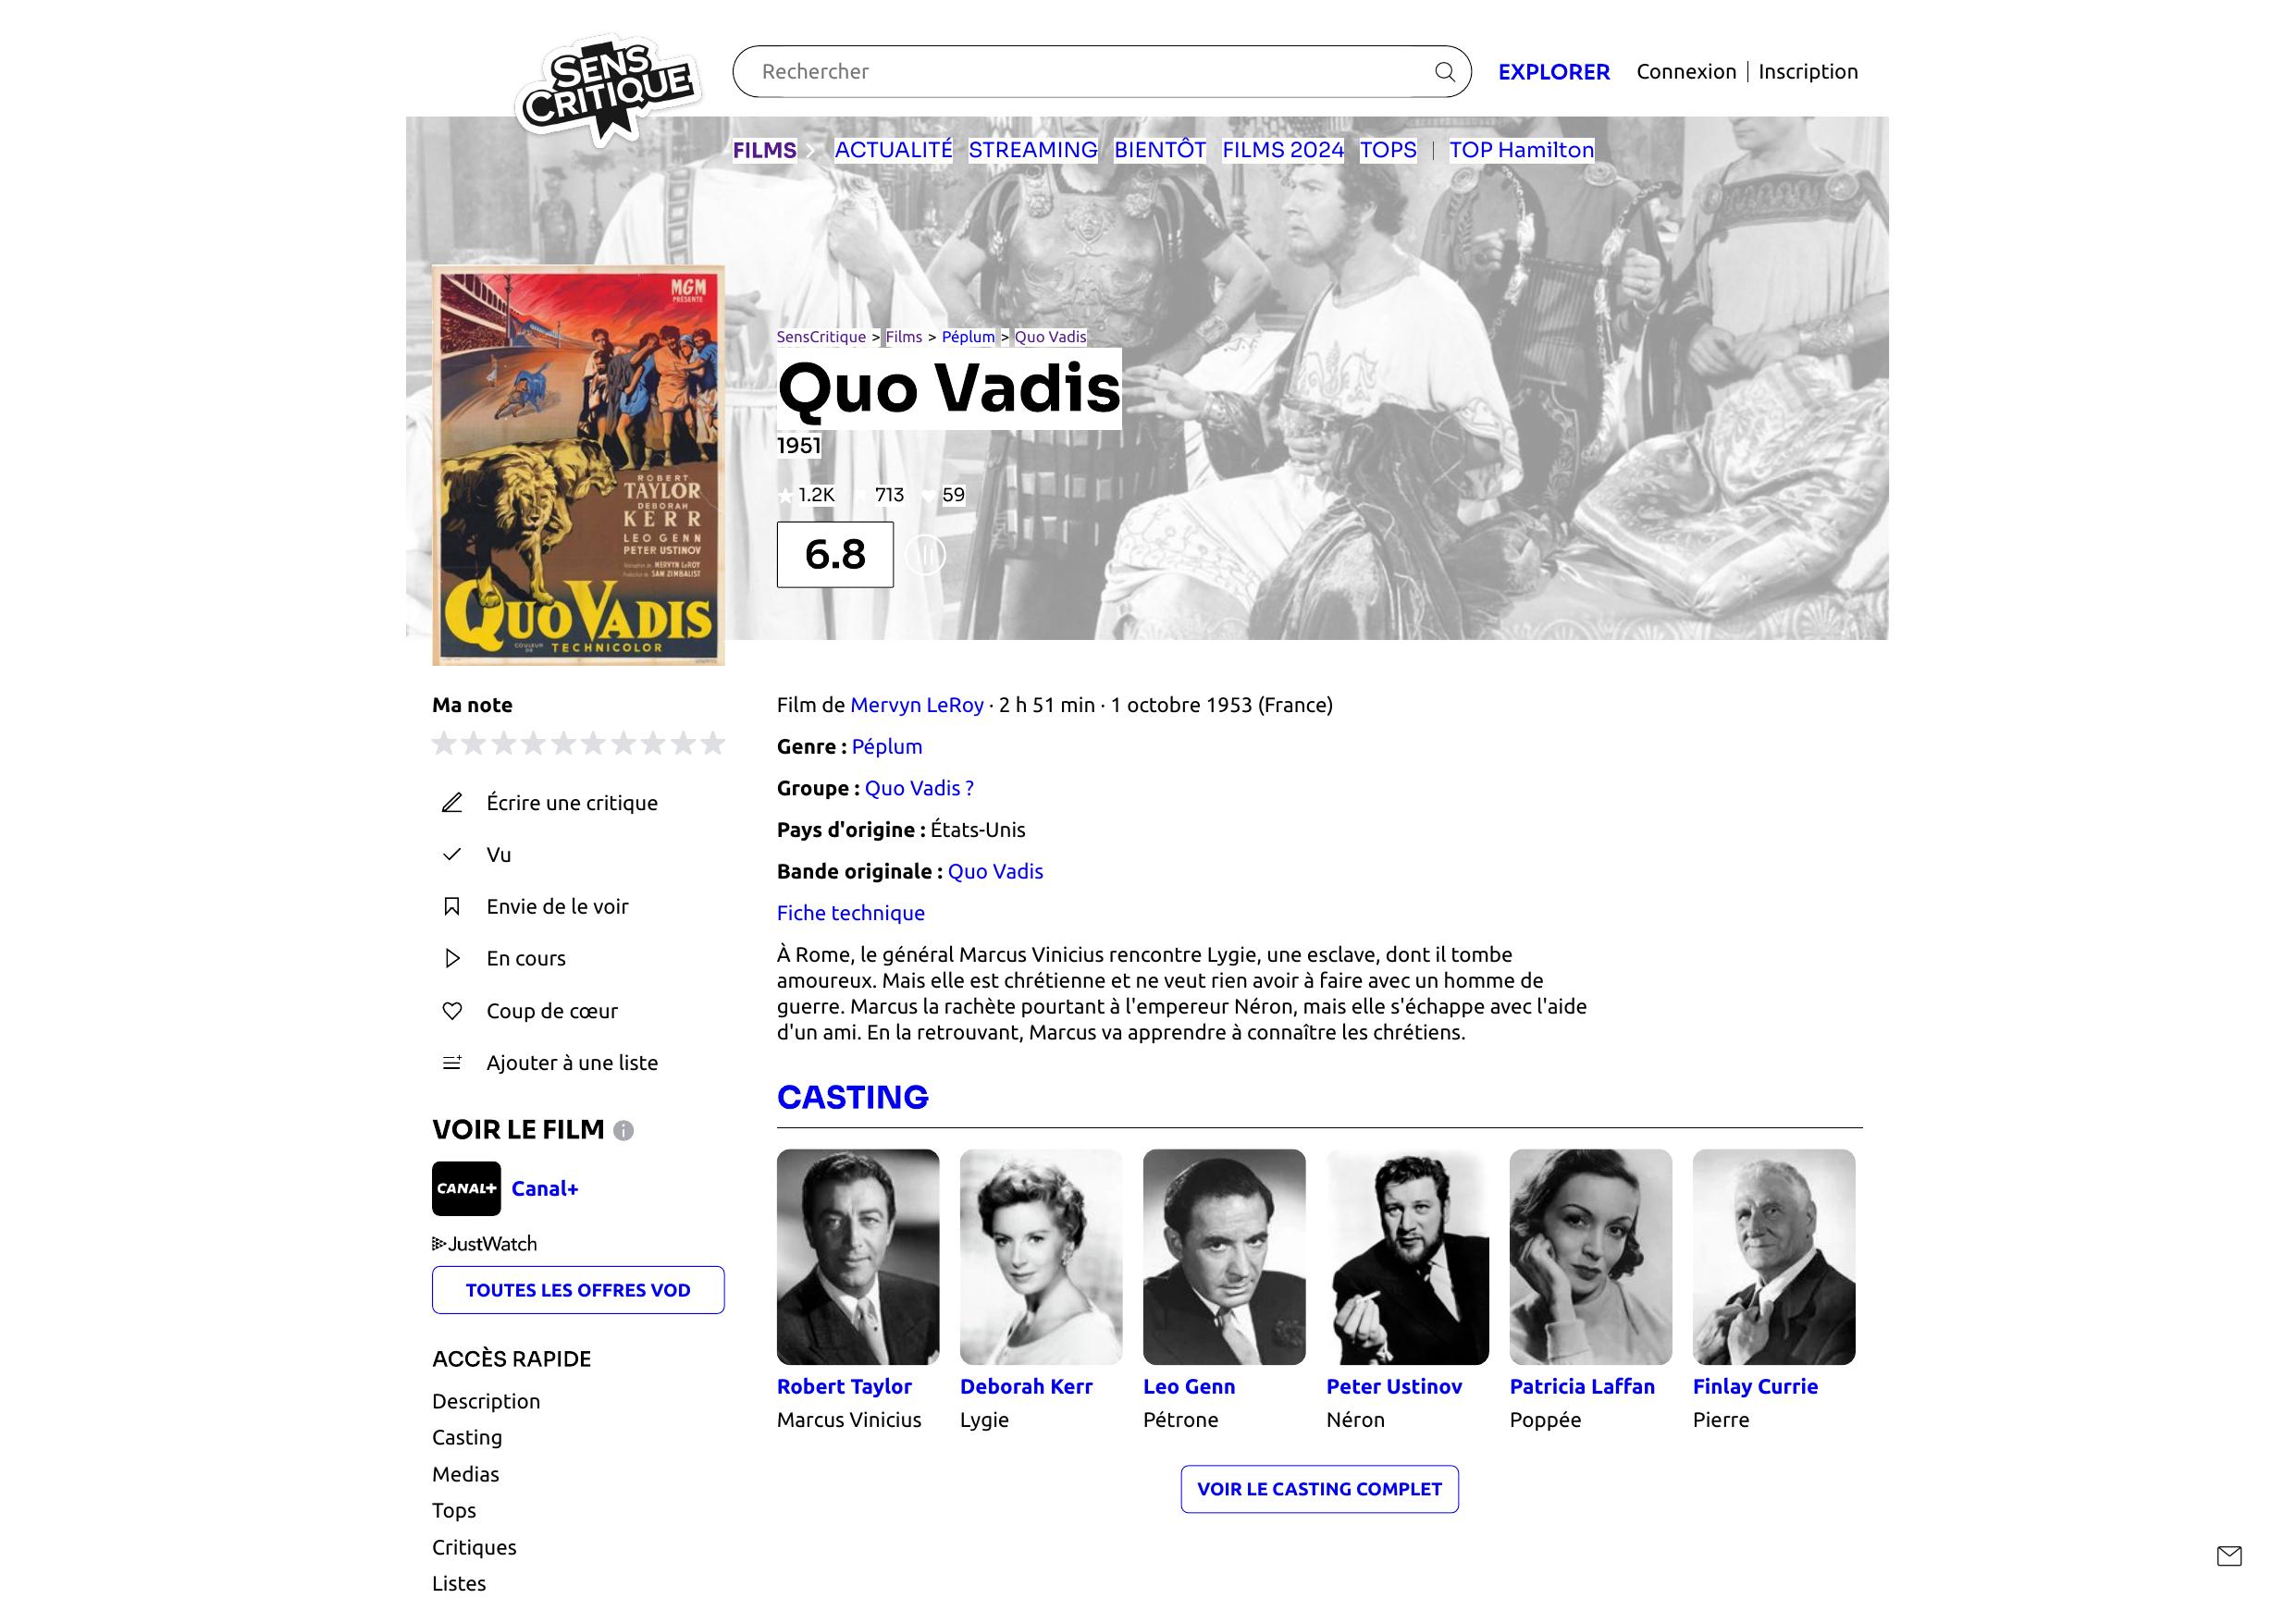 SENS CRITIQUE
Rechercher
EXPLORER
Connexion | Inscription
FILMS
ACTUALITÉ STREAMING BIENTÔT FILMS 2024 TOPS | TOP Hamilton
MGM
PRÉSENTE
ROBERT
TAYLOR
DEBORAH
KERR
LEO GENN
PETER USTINOV
MERVYN LeROY
SAM ZIMBALIST
QUO VADIS
COULEUR
TECHNICOLOR
SensCritique > Films > Péplum > Quo Vadis
Quo Vadis
1951
1.2K 713 59
6.8
Ma note
Écrire une critique
Vu
Envie de le voir
En cours
Coup de cœur
Ajouter à une liste
VOIR LE FILM
CANAL+ Canal+
JustWatch
TOUTES LES OFFRES VOD
ACCÈS RAPIDE
Description
Casting
Medias
Tops
Critiques
Listes
Film de Mervyn LeRoy · 2 h 51 min · 1 octobre 1953 (France)
Genre : Péplum
Groupe : Quo Vadis ?
Pays d'origine : États-Unis
Bande originale : Quo Vadis
Fiche technique
À Rome, le général Marcus Vinicius rencontre Lygie, une esclave, dont il tombe
amoureux. Mais elle est chrétienne et ne veut rien avoir à faire avec un homme de
guerre. Marcus la rachète pourtant à l'empereur Néron, mais elle s'échappe avec l'aide
d'un ami. En la retrouvant, Marcus va apprendre à connaître les chrétiens.
CASTING
Robert Taylor
Marcus Vinicius
Deborah Kerr
Lygie
Leo Genn
Pétrone
Peter Ustinov
Néron
Patricia Laffan
Poppée
Finlay Currie
Pierre
VOIR LE CASTING COMPLET